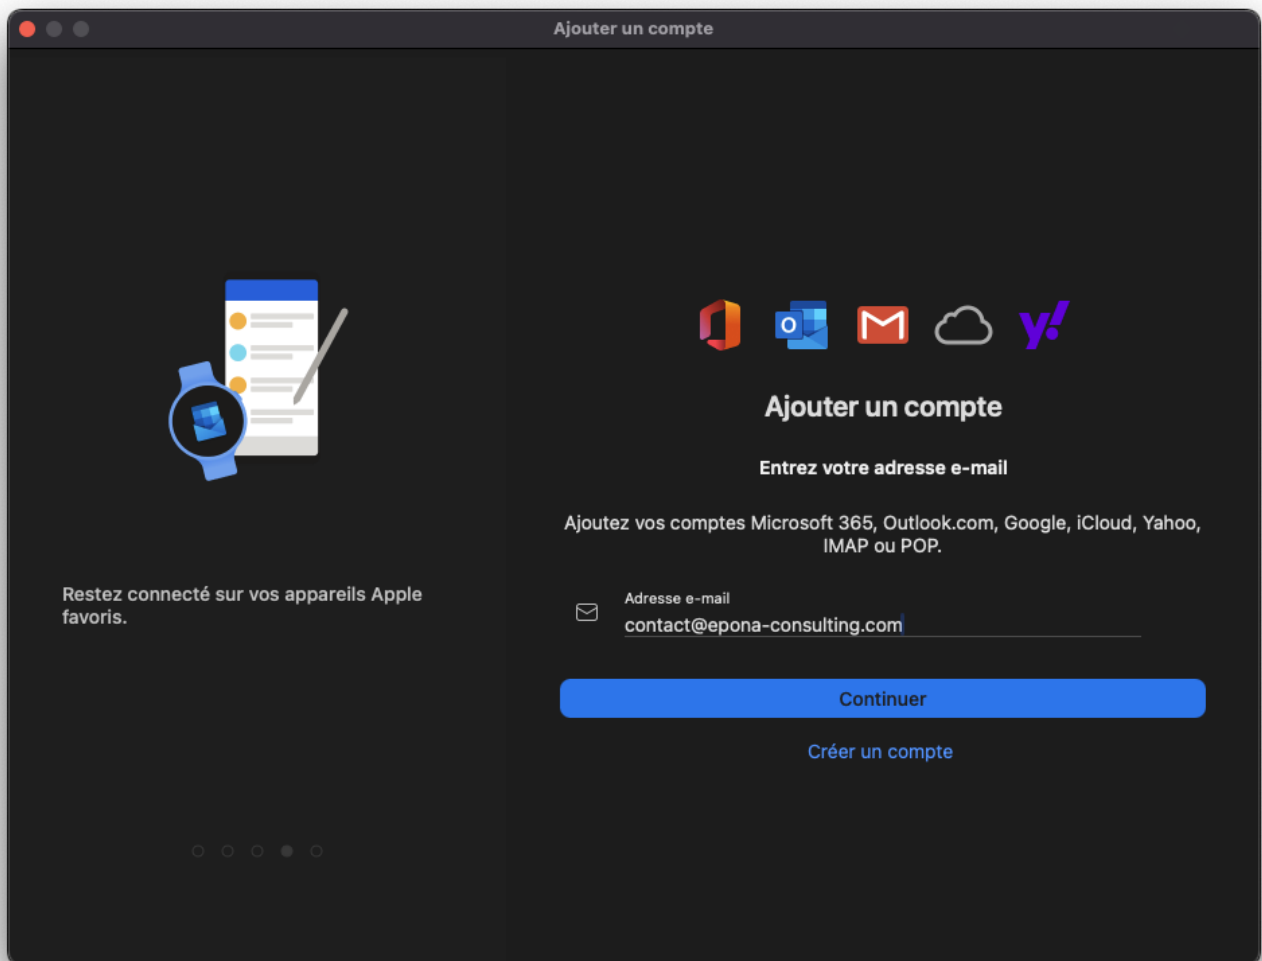 Ajouter un compte
Restez connecté sur vos appareils Apple
favoris.
Ajouter un compte
Entrez votre adresse e-mail
Ajoutez vos comptes Microsoft 365, Outlook.com, Google, iCloud, Yahoo,
IMAP ou POP.
Adresse e-mail
contact@epona-consulting.com
Continuer
Créer un compte